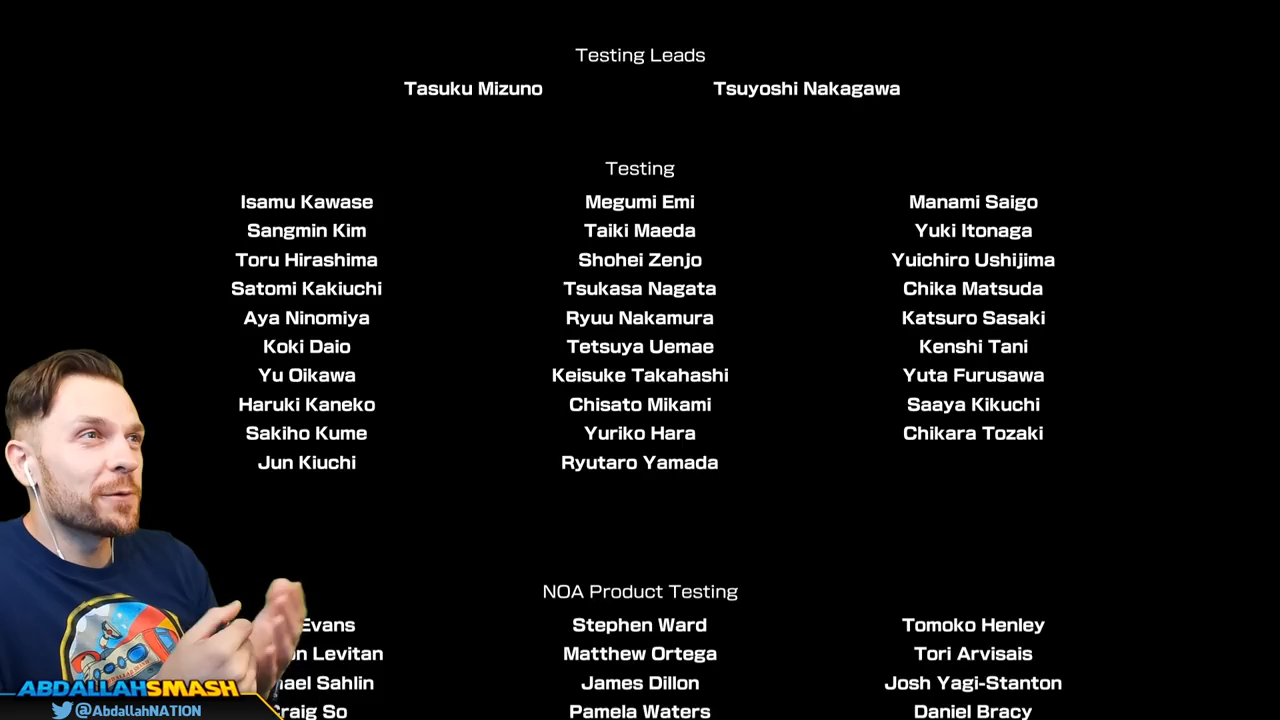 Testing Leads
Tasuku Mizuno Tsuyoshi Nakagawa
Testing
Isamu Kawase Megumi Emi Manami Saigo
Sangmin Kim Taiki Maeda Yuki Itonaga
Toru Hirashima Shohei Zenjo Yuichiro Ushijima
Satomi Kakiuchi Tsukasa Nagata Chika Matsuda
Aya Ninomiya Ryuu Nakamura Katsuro Sasaki
Koki Daio Tetsuya Uemae Kenshi Tani
Yu Oikawa Keisuke Takahashi Yuta Furusawa
Haruki Kaneko Chisato Mikami Saaya Kikuchi
Sakiho Kume Yuriko Hara Chikara Tozaki
Jun Kiuchi Ryutaro Yamada
NOA Product Testing
Evans Stephen Ward Tomoko Henley
Levitan Matthew Ortega Tori Arvisais
Sahlin James Dillon Josh Yagi-Stanton
Craig So Pamela Waters Daniel Bracy
ABDALLAHSMASH
@AbdallahNATION